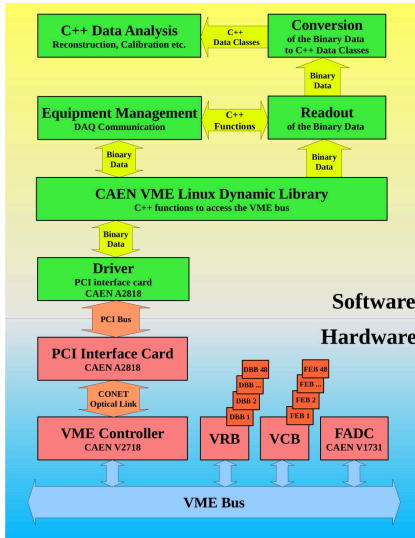 C++ Data Analysis
Reconstruction, Calibration etc.
C++
Data Classes
Conversion
of the Binary Data
to C++ Data Classes
Binary
Data
Equipment Management
DAQ Communication
C++
Functions
Readout
of the Binary Data
Binary
Data
Binary
Data
CAEN VME Linux Dynamic Library
C++ functions to access the VME bus
Binary
Data
Driver
PCI interface card
CAEN A2818
Software
PCI Bus
Hardware
PCI Interface Card
CAEN A2818
CONET
Optical Link
DBB 48
DBB ...
DBB 2
DBB 1
FEB 48
FEB ...
FEB 2
FEB 1
VME Controller
CAEN V2718
VRB
VCB
FADC
CAEN V1731
VME Bus